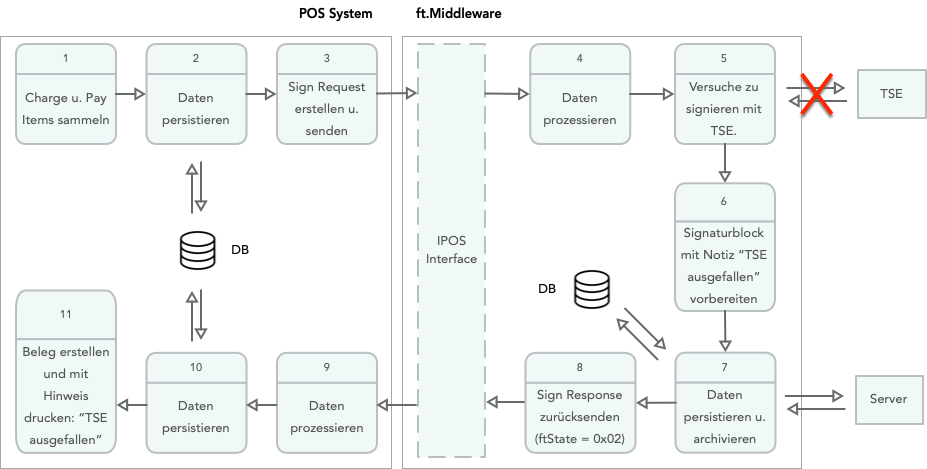 POS System
ft.Middleware
1
Charge u. Pay
Items sammeln
2
Daten
persistieren
3
Sign Request
erstellen u.
senden
4
Daten
prozessieren
5
Versuche zu
signieren mit
TSE.
TSE
6
Signaturblock
mit Notiz “TSE
ausgefallen”
vorbereiten
IPOS
Interface
DB
DB
7
Daten
persistieren u.
archivieren
Server
8
Sign Response
zurücksenden
(ftState = 0x02)
9
Daten
prozessieren
10
Daten
persistieren
11
Beleg erstellen
und mit
Hinweis
drucken: “TSE
ausgefallen”